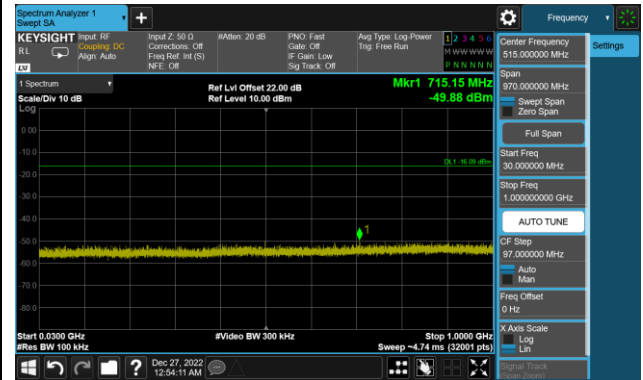 Spectrum Analyzer 1
Swept SA
Frequency
KEYSIGHT
RL
Input: RF
Coupling: DC
Align: Auto
Input Z: 50 Ω
Corrections: Off
Freq Ref: Int (S)
NFE: Off
#Atten: 20 dB
PNO: Fast
Gate: Off
IF Gain: Low
Sig Track: Off
Avg Type: Log-Power
Trig: Free Run
1 2 3 4 5 6
M W W W W W
P N N N N N
LXI
1 Spectrum
Scale/Div 10 dB
Log
Ref Lvl Offset 22.00 dB
Ref Level 10.00 dBm
Mkr1 715.15 MHz
-49.88 dBm
0.00
-10.0
DL1 -16.09 dBm
-20.0
-30.0
-40.0
1
-50.0
-60.0
-70.0
-80.0
Start 0.0300 GHz
#Res BW 100 kHz
#Video BW 300 kHz
Stop 1.0000 GHz
Sweep ~4.74 ms (32001 pts)
Dec 27, 2022
12:54:11 AM
Center Frequency
515.000000 MHz
Settings
Span
970.000000 MHz
Swept Span
Zero Span
Full Span
Start Freq
30.000000 MHz
Stop Freq
1.000000000 GHz
AUTO TUNE
CF Step
97.000000 MHz
Auto
Man
Freq Offset
0 Hz
X Axis Scale
Log
Lin
Signal Track
(Span Zoom)